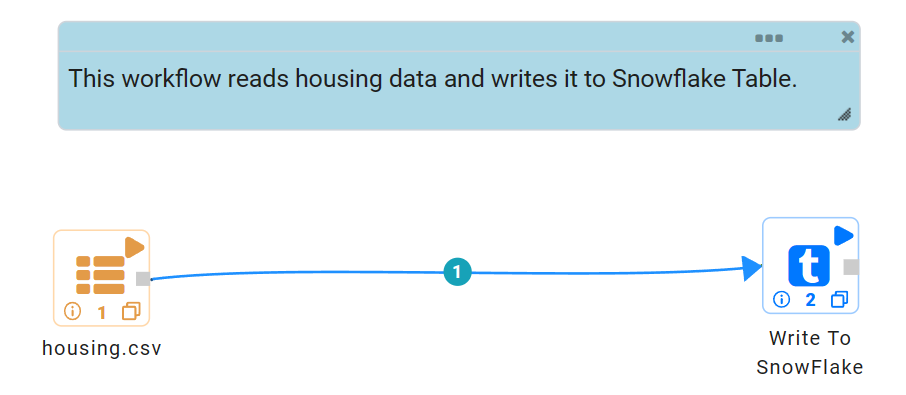 This workflow reads housing data and writes it to Snowflake Table.
1
t
1
2
housing.csv
Write To
SnowFlake